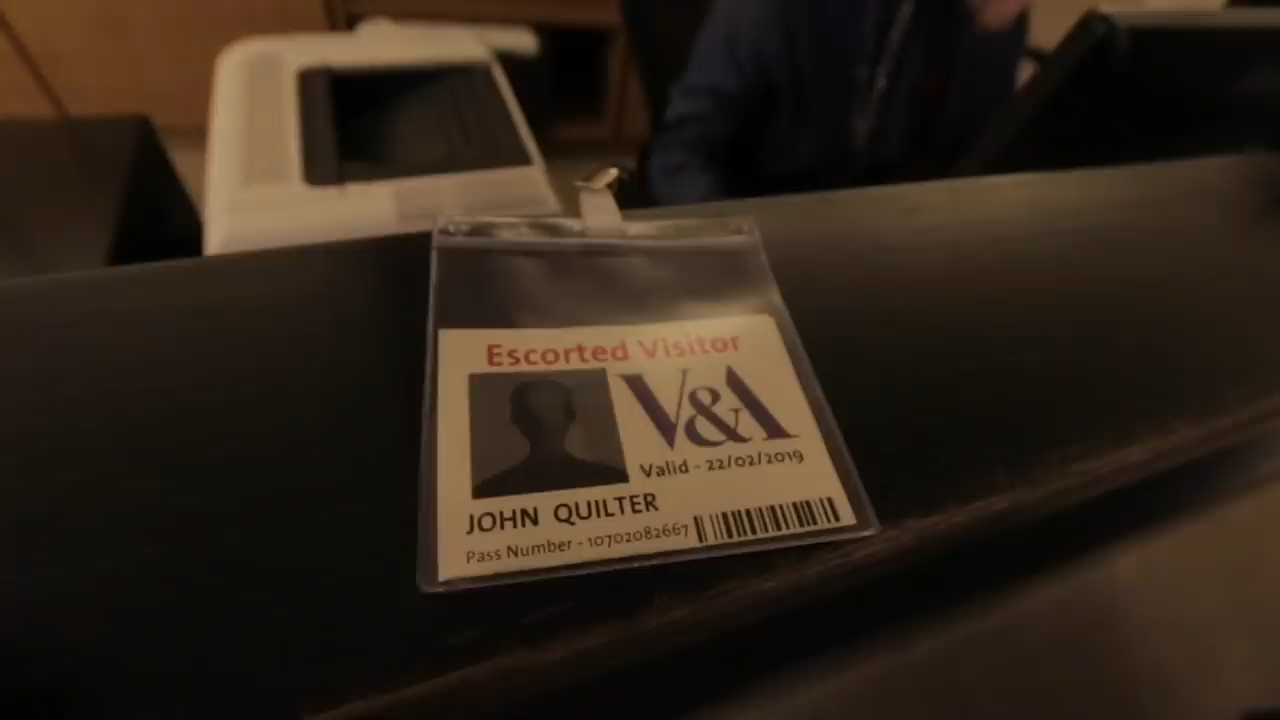 Escorted Visitor
V&A
Valid - 22/02/2019
JOHN QUILTER
Pass Number - 10702082667